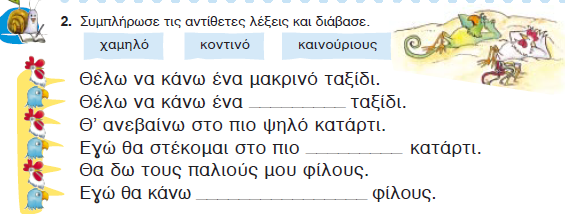 2. Συμπλήρωσε τις αντίθετες λέξεις και διάβασε.
χαμηλό κοντινό καινούριους
Θέλω να κάνω ένα μακρινό ταξίδι.
Θέλω να κάνω ένα __________ ταξίδι.
Θ' ανεβαίνω στο πιο ψηλό κατάρτι.
Εγώ θα στέκομαι στο πιο __________ κατάρτι.
Θα δω τους παλιούς μου φίλους.
Εγώ θα κάνω __________________ φίλους.